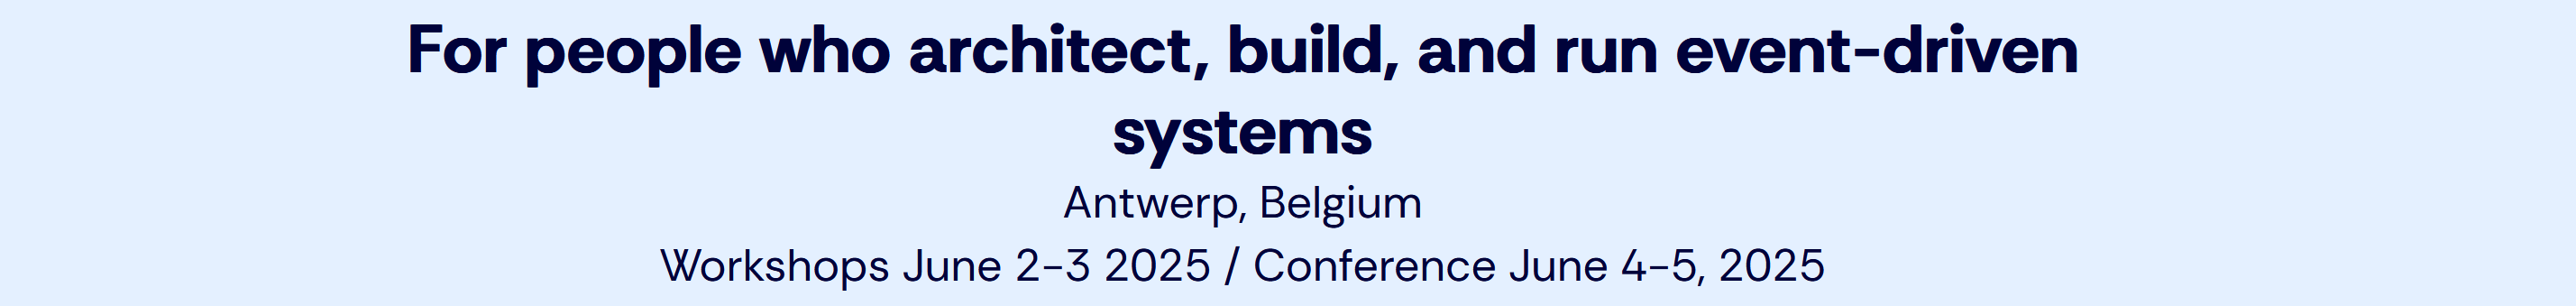 For people who architect, build, and run event-driven
systems
Antwerp, Belgium
Workshops June 2-3 2025 / Conference June 4-5, 2025